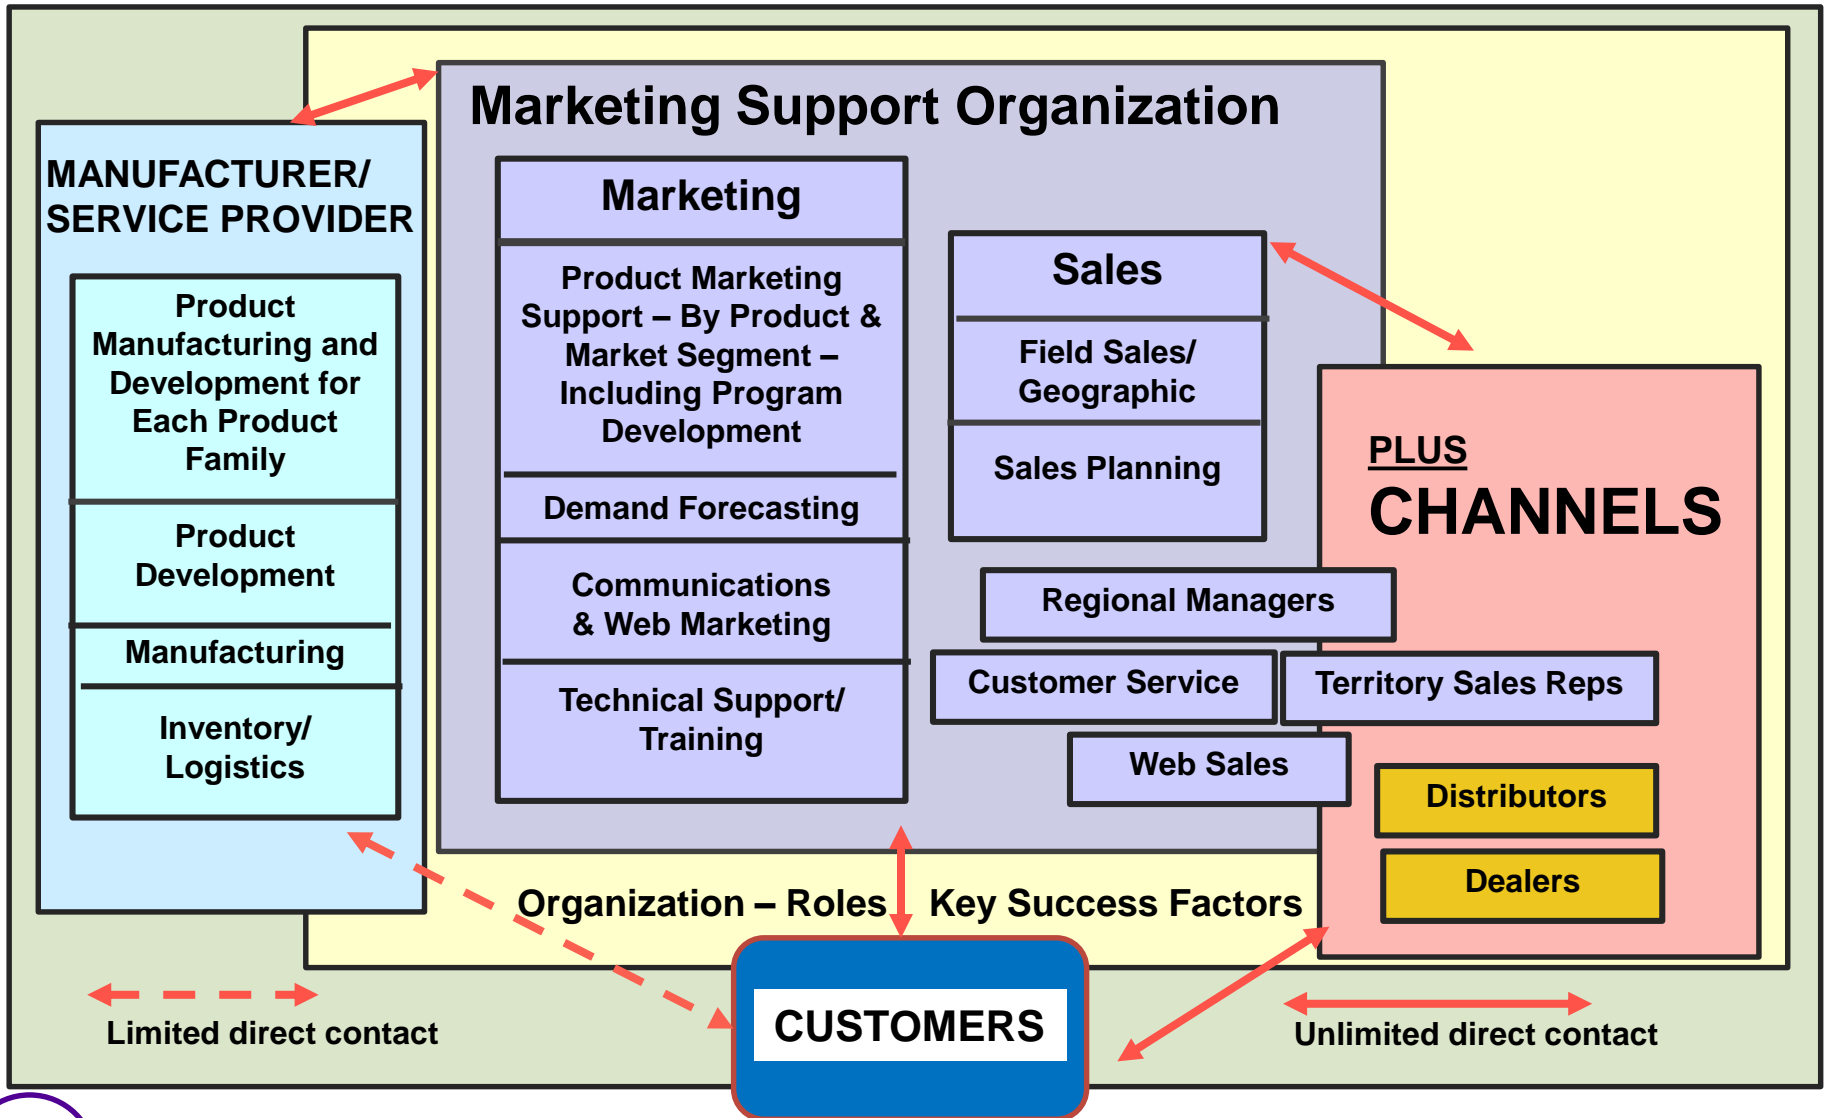 Marketing Support Organization
MANUFACTURER/
SERVICE PROVIDER
Product
Manufacturing and
Development for
Each Product
Family
Product
Development
Manufacturing
Inventory/
Logistics
Marketing
Product Marketing
Support – By Product &
Market Segment –
Including Program
Development
Demand Forecasting
Communications
& Web Marketing
Technical Support/
Training
Sales
Field Sales/
Geographic
Sales Planning
PLUS
CHANNELS
Regional Managers
Customer Service
Territory Sales Reps
Web Sales
Distributors
Dealers
Organization – Roles
Key Success Factors
CUSTOMERS
Limited direct contact
Unlimited direct contact